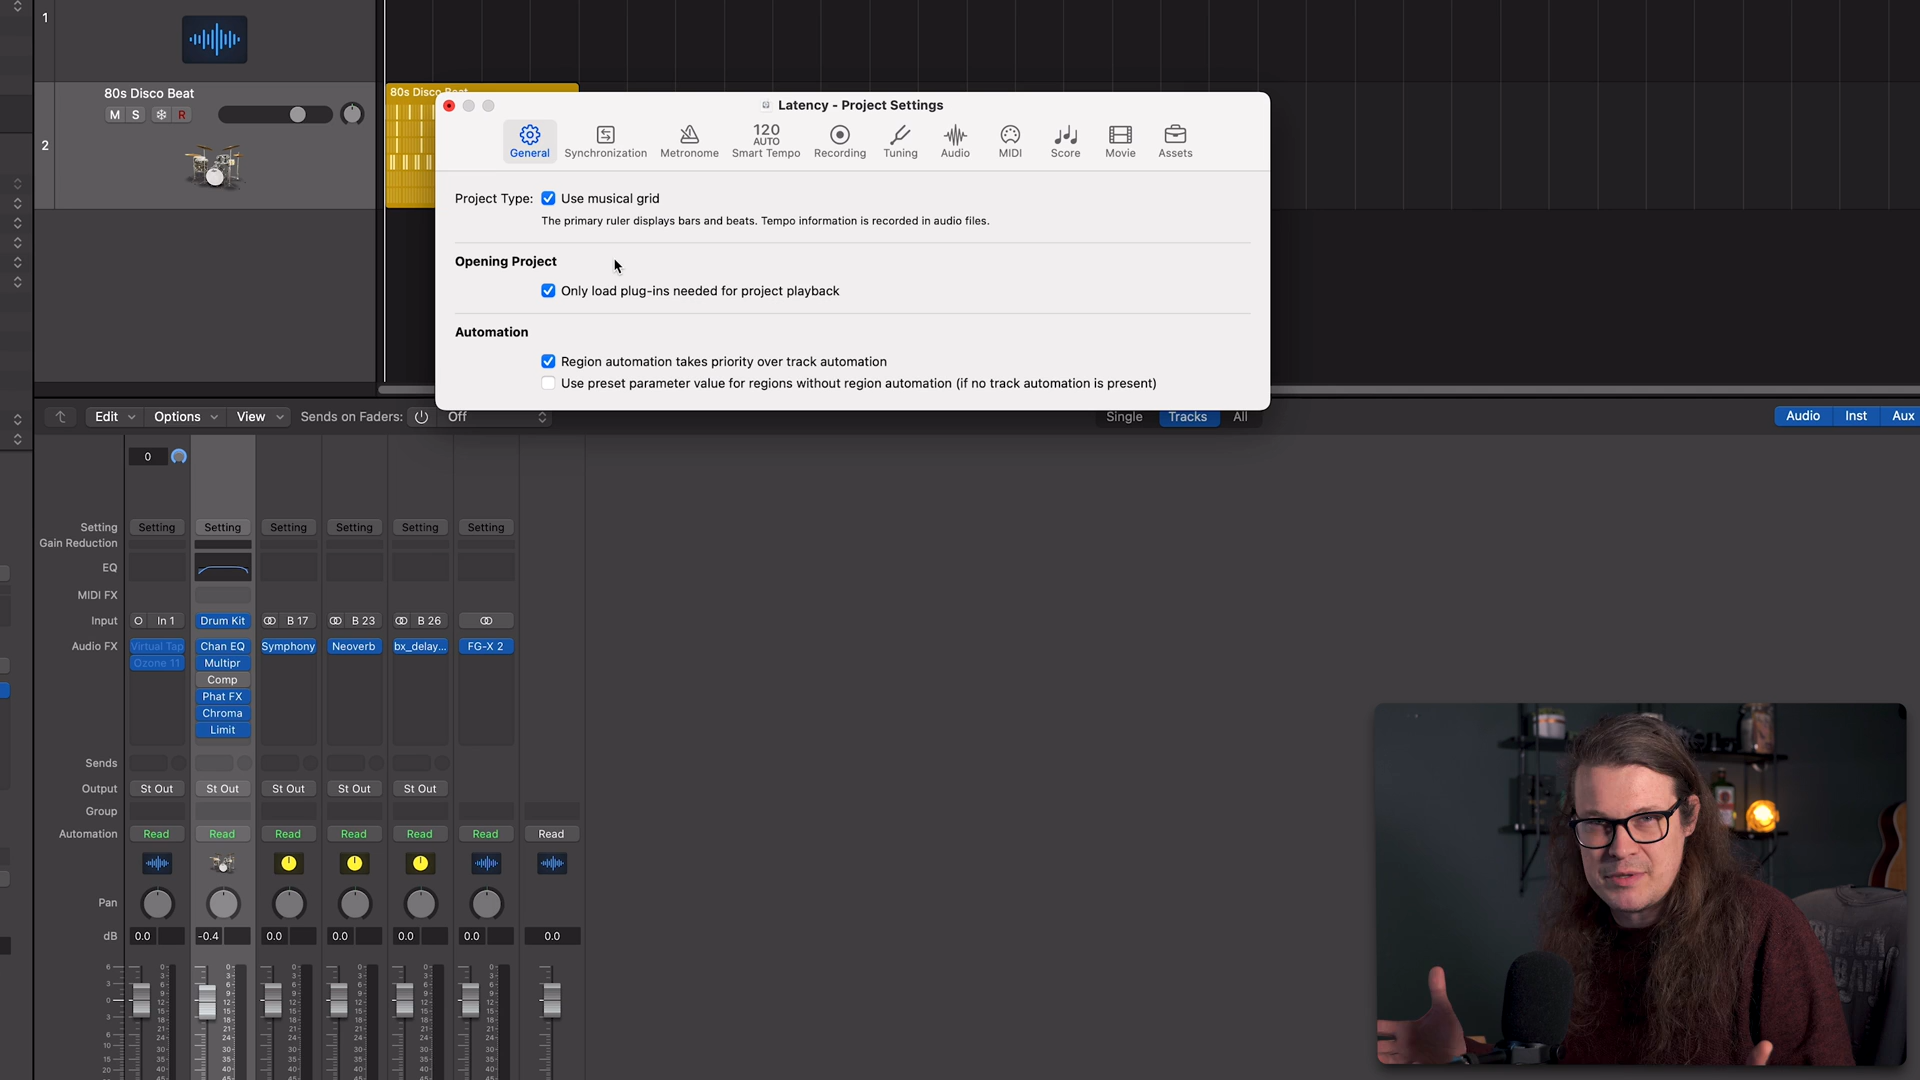 1
80s Disco Beat
M S R
2
80s Disco Beat
Latency - Project Settings
General
Synchronization
Metronome
120
AUTO
Smart Tempo
Recording
Tuning
Audio
MIDI
Score
Movie
Assets
Project Type: Use musical grid
The primary ruler displays bars and beats. Tempo information is recorded in audio files.
Opening Project
Only load plug-ins needed for project playback
Automation
Region automation takes priority over track automation
Use preset parameter value for regions without region automation (if no track automation is present)
Edit Options View Sends on Faders: Off Single Tracks All Audio Inst Aux
0
Setting Setting Setting Setting Setting Setting Setting
Gain Reduction
EQ
MIDI FX
Input In 1 Drum Kit B 17 B 23 B 26
Audio FX Virtual Tap Chan EQ Symphony Neoverb bx_delay... FG-X 2
Ozone 11 Multipr
Comp
Phat FX
Chroma
Limit
Sends
Output St Out St Out St Out St Out St Out
Group
Automation Read Read Read Read Read Read Read
Pan
dB 0.0 -0.4 0.0 0.0 0.0 0.0 0.0